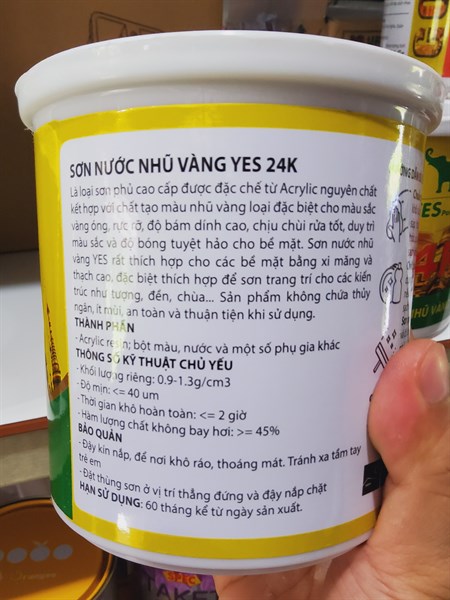 SƠN NƯỚC NHŨ VÀNG YES 24K
Là loại sơn phủ cao cấp được đặc chế từ Acrylic nguyên chất
kết hợp với chất tạo màu nhũ vàng loại đặc biệt cho màu sắc
vàng óng, rực rỡ, độ bám dính cao, chịu chùi rửa tốt, duy trì
màu sắc và độ bóng tuyệt hảo cho bề mặt. Sơn nước nhũ
vàng YES rất thích hợp cho các bề mặt bằng xi măng và
thạch cao, đặc biệt thích hợp để sơn trang trí cho các kiến
trúc như tượng, đền, chùa... Sản phẩm không chứa thủy
ngân, ít mùi, an toàn và thuận tiện khi sử dụng.
THÀNH PHẦN
- Acrylic resin; bột màu, nước và một số phụ gia khác
THÔNG SỐ KỸ THUẬT CHỦ YẾU
- Khối lượng riêng: 0.9-1.3g/cm3
- Độ mịn: <= 40 um
- Thời gian khô hoàn toàn: <= 2 giờ
- Hàm lượng chất không bay hơi: >= 45%
BẢO QUẢN
- Đậy kín nắp, để nơi khô ráo, thoáng mát. Tránh xa tầm tay
trẻ em
- Đặt thùng sơn ở vị trí thẳng đứng và đậy nắp chặt
HẠN SỬ DỤNG: 60 tháng kể từ ngày sản xuất.
YES
NHŨ VÀNG
SPEC